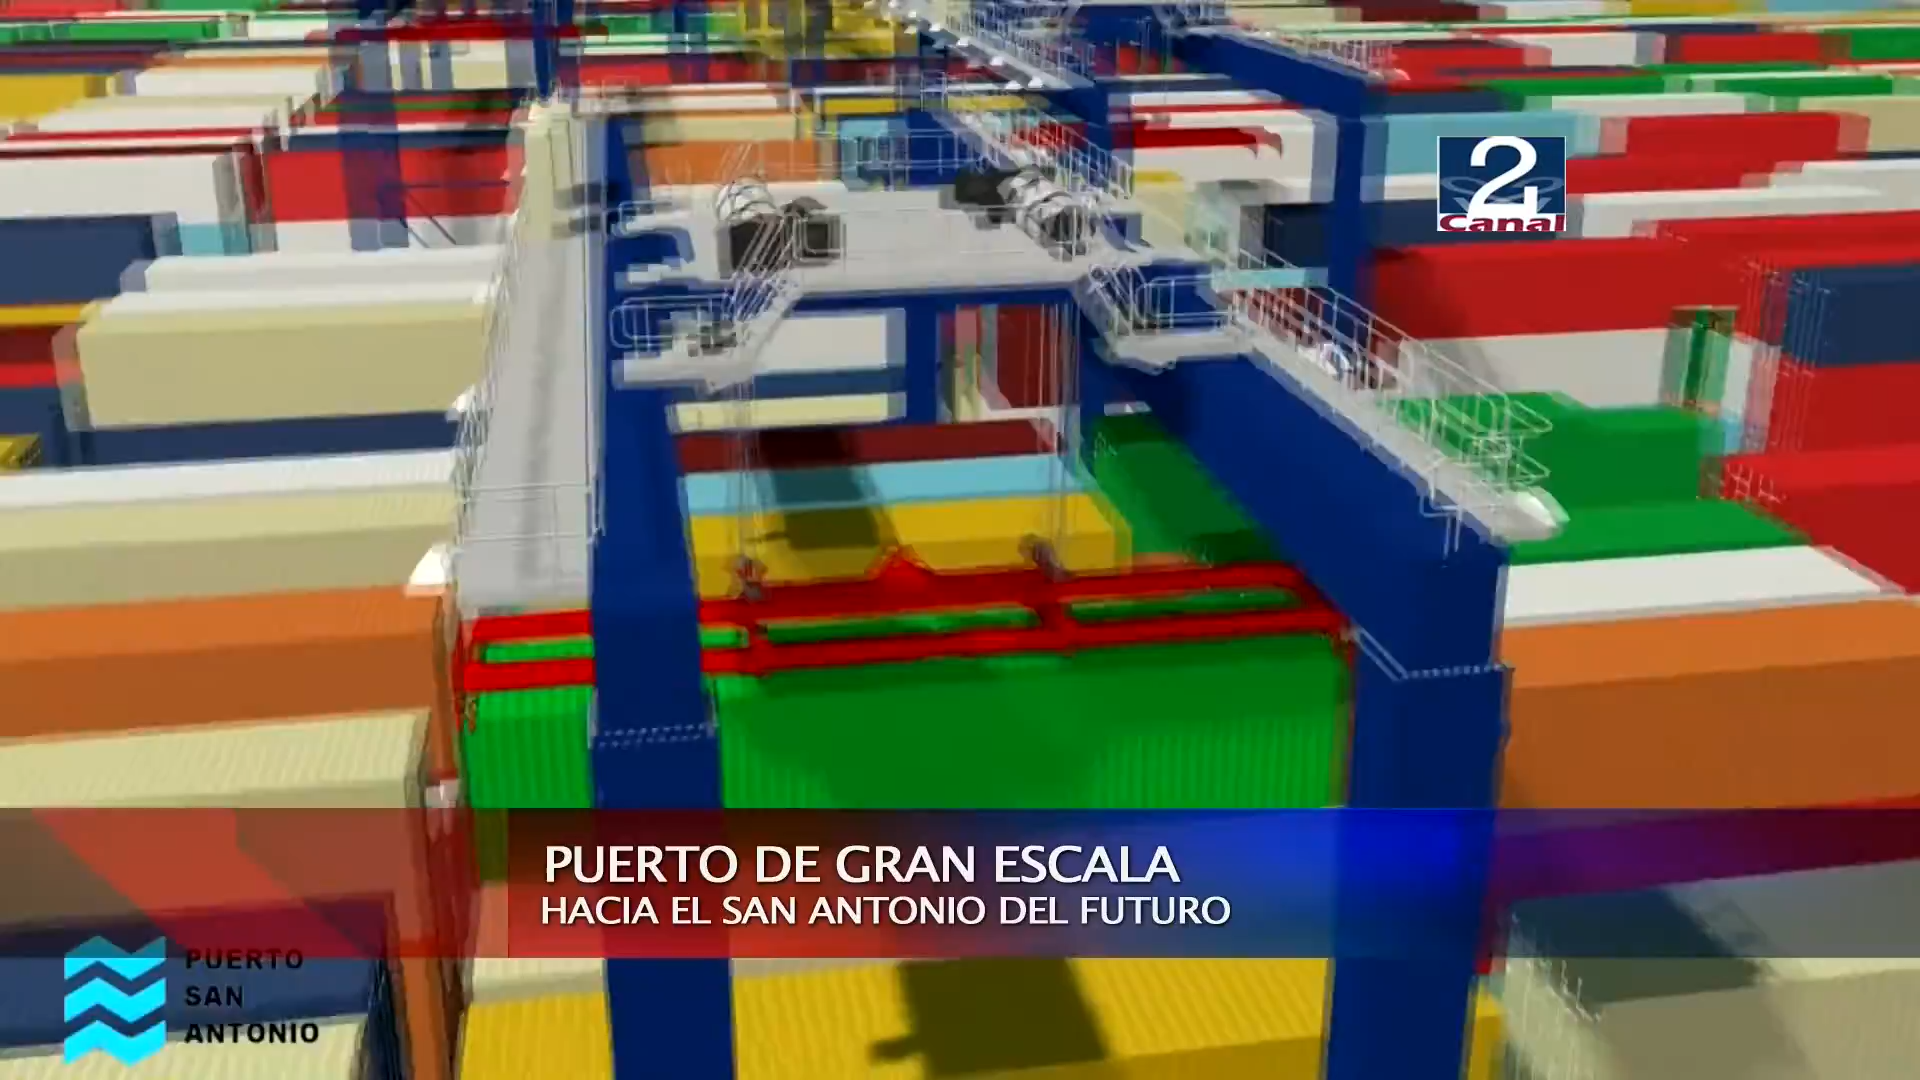 2
Canal
PUERTO DE GRAN ESCALA
HACIA EL SAN ANTONIO DEL FUTURO
PUERTO
SAN
ANTONIO